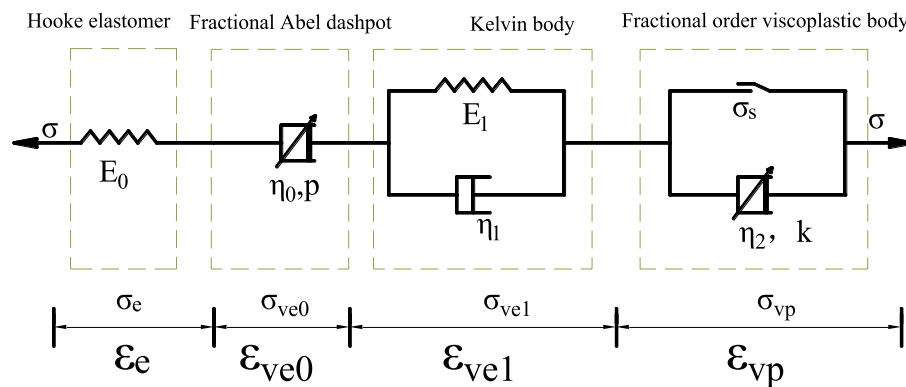 Hooke elastomer
Fractional Abel dashpot
Kelvin body
Fractional order viscoplastic body
σ
E₀
η₀,p
E₁
η₁
σₛ
η₂, k
σ
σₑ
σᵥₑ₀
σᵥₑ₁
σᵥₚ
εₑ
εᵥₑ₀
εᵥₑ₁
εᵥₚ